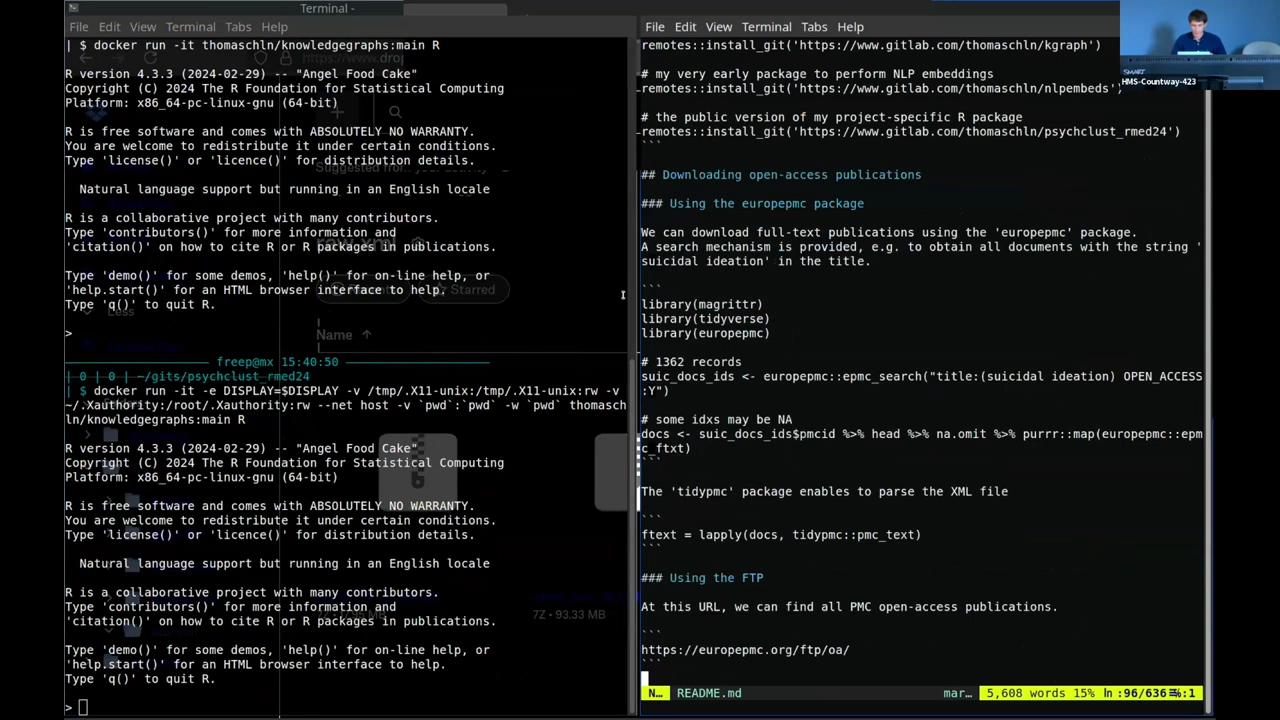 Terminal -
File Edit View Terminal Tabs Help
| $ docker run -it thomaschln/knowledgegraphs:main R
R version 4.3.3 (2024-02-29) -- "Angel Food Cake"
Copyright (C) 2024 The R Foundation for Statistical Computing
Platform: x86_64-pc-linux-gnu (64-bit)
R is free software and comes with ABSOLUTELY NO WARRANTY.
You are welcome to redistribute it under certain conditions.
Type 'license()' or 'licence()' for distribution details.
Natural language support but running in an English locale
R is a collaborative project with many contributors.
Type 'contributors()' for more information and
'citation()' on how to cite R or R packages in publications.
Type 'demo()' for some demos, 'help()' for on-line help, or
'help.start()' for an HTML browser interface to help.
Type 'q()' to quit R.
Starred
Less
Name ↑
>
freep@mx 15:40:50
| 0 | 0 | ~/gits/psychclust_rmed24
| $ docker run -it -e DISPLAY=$DISPLAY -v /tmp/.X11-unix:/tmp/.X11-unix:rw -v
~/.Xauthority:/root/.Xauthority:rw --net host -v `pwd`:`pwd` -w `pwd` thomasch
ln/knowledgegraphs:main R
R version 4.3.3 (2024-02-29) -- "Angel Food Cake"
Copyright (C) 2024 The R Foundation for Statistical Computing
Platform: x86_64-pc-linux-gnu (64-bit)
R is free software and comes with ABSOLUTELY NO WARRANTY.
You are welcome to redistribute it under certain conditions.
Type 'license()' or 'licence()' for distribution details.
Natural language support but running in an English locale
R is a collaborative project with many contributors.
Type 'contributors()' for more information and
'citation()' on how to cite R or R packages in publications.
7Z · 93.33 MB
Type 'demo()' for some demos, 'help()' for on-line help, or
'help.start()' for an HTML browser interface to help.
Type 'q()' to quit R.
>
File Edit View Terminal Tabs Help
HMS-Countway-423
remotes::install_git('https://www.gitlab.com/thomaschln/kgraph')
# my very early package to perform NLP embeddings
remotes::install_git('https://www.gitlab.com/thomaschln/nlpembeds')
# the public version of my project-specific R package
remotes::install_git('https://www.gitlab.com/thomaschln/psychclust_rmed24')
```
## Downloading open-access publications
### Using the europepmc package
We can download full-text publications using the 'europepmc' package.
A search mechanism is provided, e.g. to obtain all documents with the string '
suicidal ideation' in the title.
```
library(magrittr)
library(tidyverse)
library(europepmc)
# 1362 records
suic_docs_ids <- europepmc::epmc_search("title:(suicidal ideation) OPEN_ACCESS
:Y")
# some idxs may be NA
docs <- suic_docs_ids$pmcid %>% head %>% na.omit %>% purrr::map(europepmc::epm
c_ftxt)
```
The 'tidypmc' package enables to parse the XML file
```
ftext = lapply(docs, tidypmc::pmc_text)
```
### Using the FTP
At this URL, we can find all PMC open-access publications.
```
https://europepmc.org/ftp/oa/
```
N… README.md mar… 5,608 words 15% ln :96/636☰℅:1